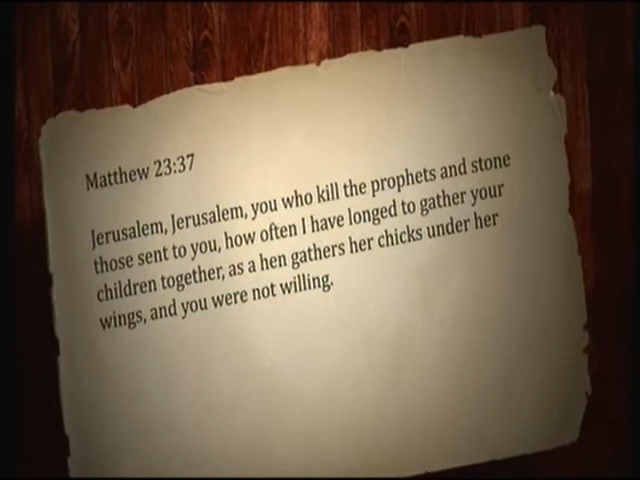 Matthew 23:37
Jerusalem, Jerusalem, you who kill the prophets and stone
those sent to you, how often I have longed to gather your
children together, as a hen gathers her chicks under her
wings, and you were not willing.